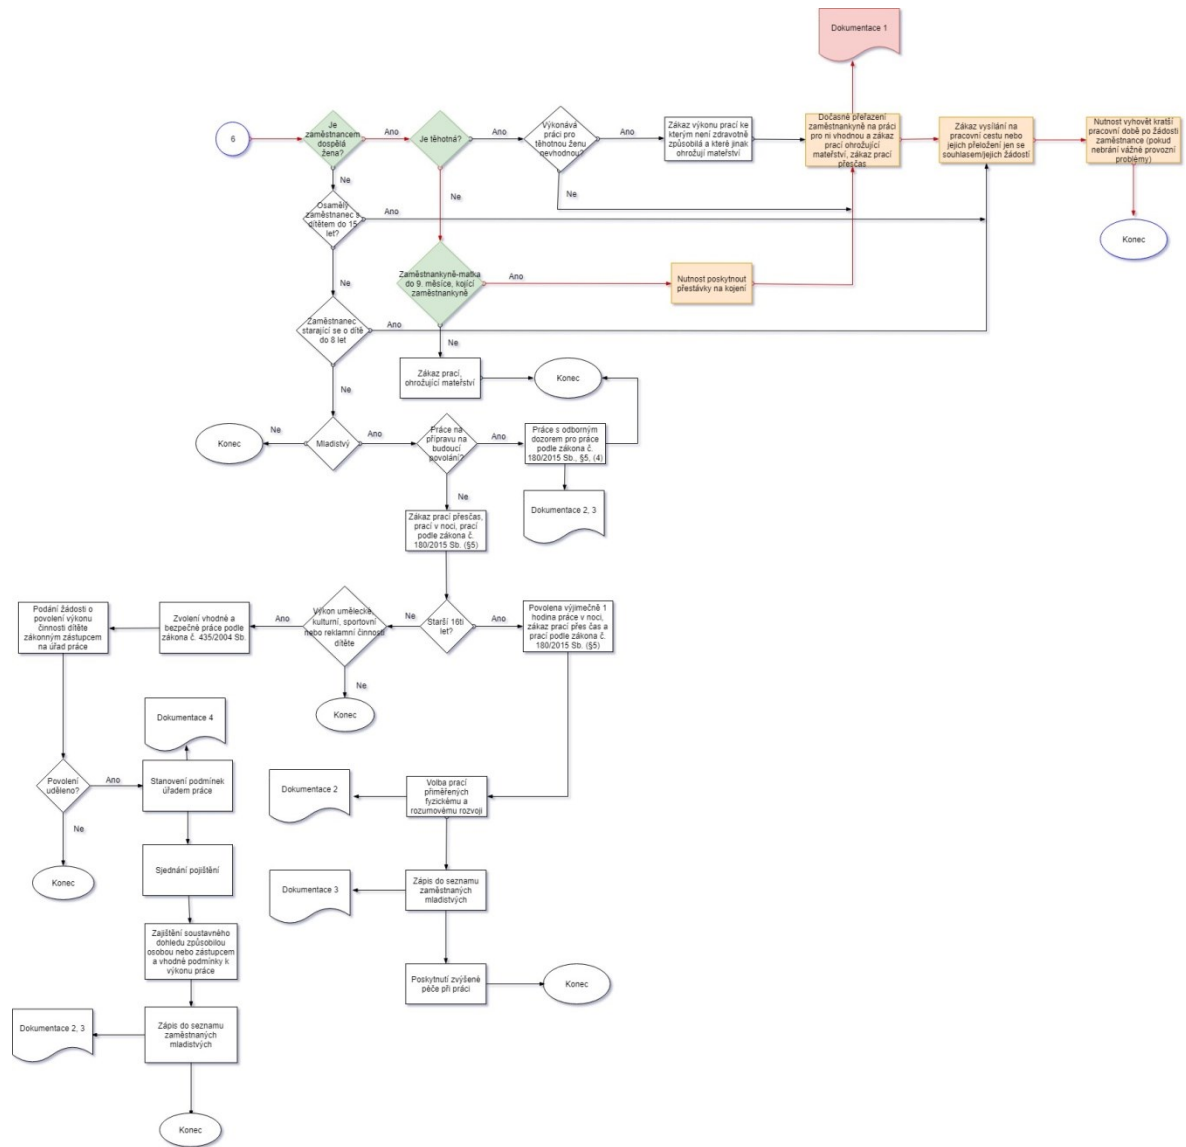 Dokumentace 1
6
Je
zaměstnancem
dospělá
žena?
Ano
Je těhotná?
Ano
Výkonává
práci pro
těhotnou ženu
nevhodnou?
Ano
Zákaz výkonu prací ke
kterým není zdravotně
způsobilá a které jinak
ohrožují mateřství
Dočasné přeřazení
zaměstnankyně na práci
pro ni vhodnou a zákaz
prací ohrožující
mateřství, zákaz prací
přesčas
Zákaz vysílání na
pracovní cestu nebo
jejich přeložení jen se
souhlasem/jejich žádostí
Nutnost vyhovět kratší
pracovní době po žádosti
zaměstnance (pokud
nebrání vážné provozní
problémy)
Ne
Ne
Ne
Osamělý
zaměstnanec s
dítětem do 15
let?
Ano
Konec
Ne
Zaměstnankyně-matka
do 9. měsíce, kojící
zaměstnankyně
Ano
Nutnost poskytnout
přestávky na kojení
Zaměstnanec
starající se o dítě
do 8 let
Ano
Ne
Ne
Zákaz prací,
ohrožující mateřství
Konec
Konec
Ne
Mladistvý
Ano
Práce na
přípravu na
budoucí
povolání?
Ano
Práce s odborným
dozorem pro práce
podle zákona č.
180/2015 Sb., §5, (4)
Ne
Dokumentace 2, 3
Zákaz prací přesčas,
prací v noci, prací
podle zákona č.
180/2015 Sb. (§5)
Podání žádosti o
povolení výkonu
činnosti dítěte
zákonným zástupcem
na úřad práce
Zvolení vhodné a
bezpečné práce podle
zákona č. 435/2004 Sb.
Ano
Výkon umělecké,
kulturní, sportovní
nebo reklamní činnosti
dítěte
Ne
Starší 16ti
let?
Ano
Povolena výjimečně 1
hodina práce v noci,
zákaz prací přes čas a
prací podle zákona č.
180/2015 Sb. (§5)
Ne
Konec
Dokumentace 4
Povolení
uděleno?
Ano
Stanovení podmínek
úřadem práce
Dokumentace 2
Volba prací
přiměřených
fyzickému a
rozumovému rozvoji
Ne
Konec
Sjednání pojištění
Dokumentace 3
Zápis do seznamu
zaměstnaných
mladistvých
Zajištění soustavného
dohledu způsobilou
osobou nebo zástupcem
a vhodné podmínky k
výkonu práce
Poskytnutí zvýšené
péče při práci
Konec
Dokumentace 2, 3
Zápis do seznamu
zaměstnaných
mladistvých
Konec